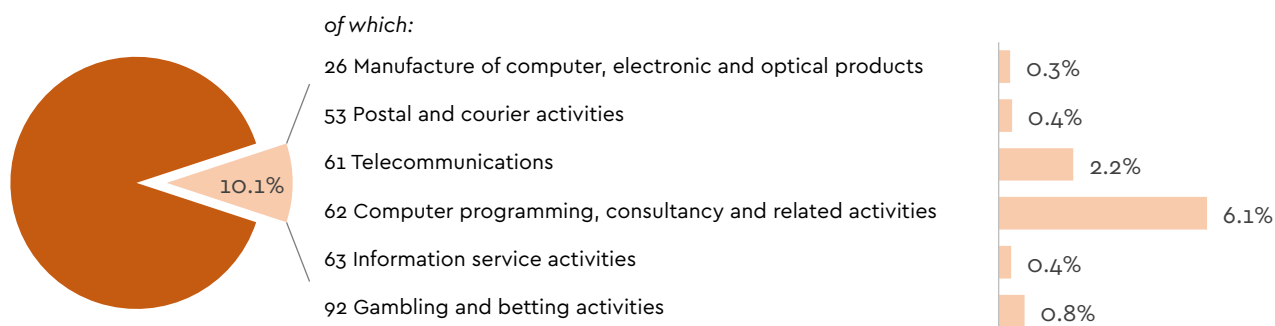 of which:
26 Manufacture of computer, electronic and optical products
0.3%
53 Postal and courier activities
0.4%
61 Telecommunications
2.2%
10.1%
62 Computer programming, consultancy and related activities
6.1%
63 Information service activities
0.4%
92 Gambling and betting activities
0.8%